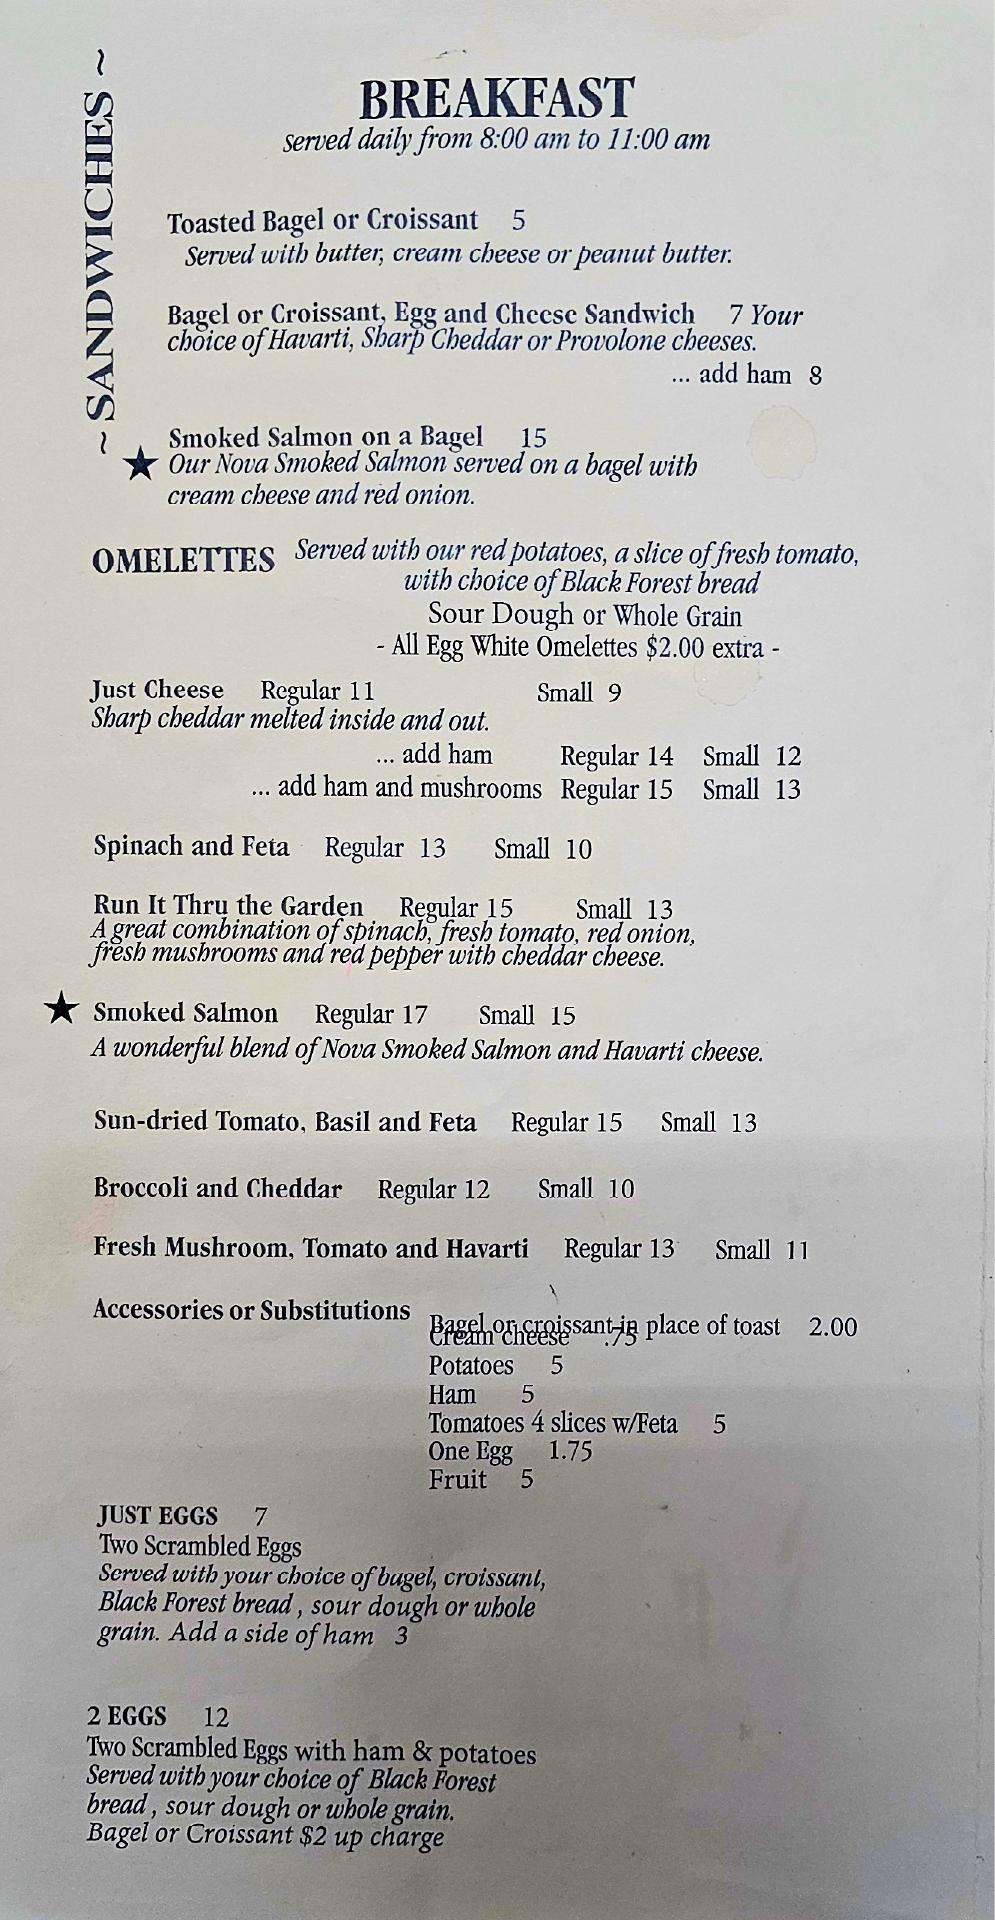 ~ SANDWICHES ~
BREAKFAST
served daily from 8:00 am to 11:00 am
Toasted Bagel or Croissant 5
Served with butter, cream cheese or peanut butter.
Bagel or Croissant, Egg and Cheese Sandwich 7 Your
choice of Havarti, Sharp Cheddar or Provolone cheeses.
... add ham 8
Smoked Salmon on a Bagel 15
★ Our Nova Smoked Salmon served on a bagel with
cream cheese and red onion.
OMELETTES Served with our red potatoes, a slice of fresh tomato,
with choice of Black Forest bread
Sour Dough or Whole Grain
- All Egg White Omelettes $2.00 extra -
Just Cheese Regular 11 Small 9
Sharp cheddar melted inside and out.
... add ham Regular 14 Small 12
... add ham and mushrooms Regular 15 Small 13
Spinach and Feta Regular 13 Small 10
Run It Thru the Garden Regular 15 Small 13
A great combination of spinach, fresh tomato, red onion,
fresh mushrooms and red pepper with cheddar cheese.
★ Smoked Salmon Regular 17 Small 15
A wonderful blend of Nova Smoked Salmon and Havarti cheese.
Sun-dried Tomato, Basil and Feta Regular 15 Small 13
Broccoli and Cheddar Regular 12 Small 10
Fresh Mushroom, Tomato and Havarti Regular 13 Small 11
Accessories or Substitutions
Bagel or croissant in place of toast 2.00
Cream cheese .75
Potatoes 5
Ham 5
Tomatoes 4 slices w/Feta 5
One Egg 1.75
Fruit 5
JUST EGGS 7
Two Scrambled Eggs
Served with your choice of bagel, croissant,
Black Forest bread , sour dough or whole
grain. Add a side of ham 3
2 EGGS 12
Two Scrambled Eggs with ham & potatoes
Served with your choice of Black Forest
bread , sour dough or whole grain.
Bagel or Croissant $2 up charge